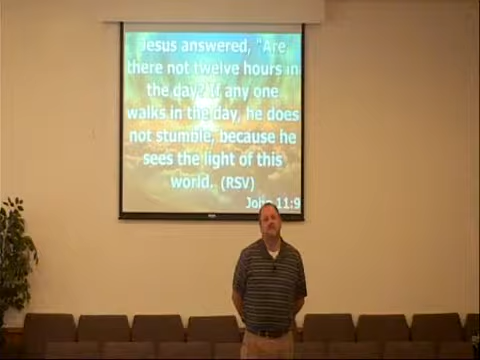 Jesus answered, "Are
there not twelve hours in
the day? If any one
walks in the day, he does
not stumble, because he
sees the light of this
world. (RSV)
John 11:9